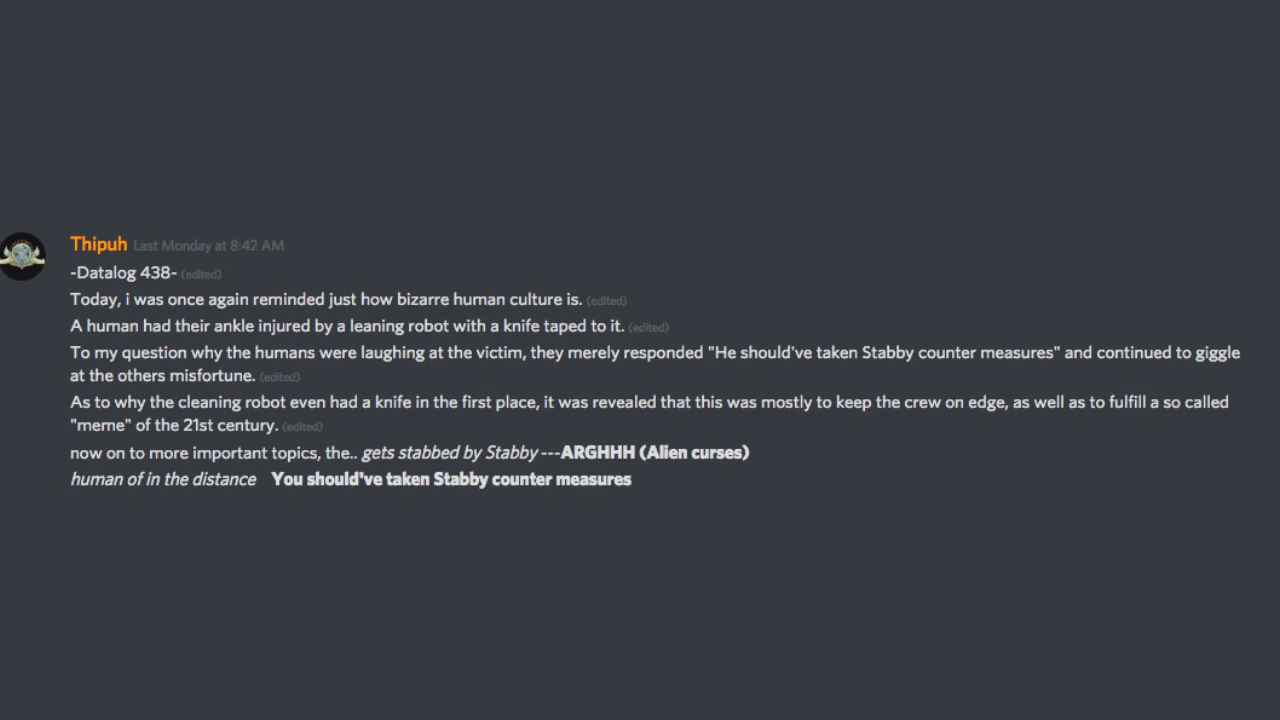 Thipuh Last Monday at 8:42 AM
-Datalog 438- (edited)
Today, i was once again reminded just how bizarre human culture is. (edited)
A human had their ankle injured by a leaning robot with a knife taped to it. (edited)
To my question why the humans were laughing at the victim, they merely responded "He should've taken Stabby counter measures" and continued to giggle
at the others misfortune. (edited)
As to why the cleaning robot even had a knife in the first place, it was revealed that this was mostly to keep the crew on edge, as well as to fulfill a so called
"meme" of the 21st century. (edited)
now on to more important topics, the.. gets stabbed by Stabby ---ARGHHH (Alien curses)
human of in the distance You should've taken Stabby counter measures